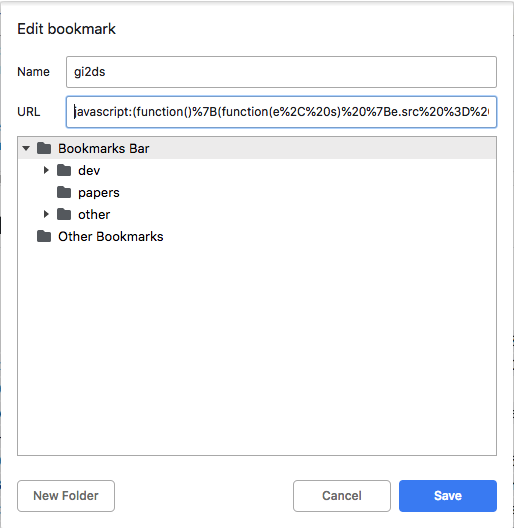 Edit bookmark
Name gi2ds
URL javascript:(function()%7B(function(e%2C%20s)%20%7Be.src%20%3D%2
Bookmarks Bar
dev
papers
other
Other Bookmarks
New Folder Cancel Save